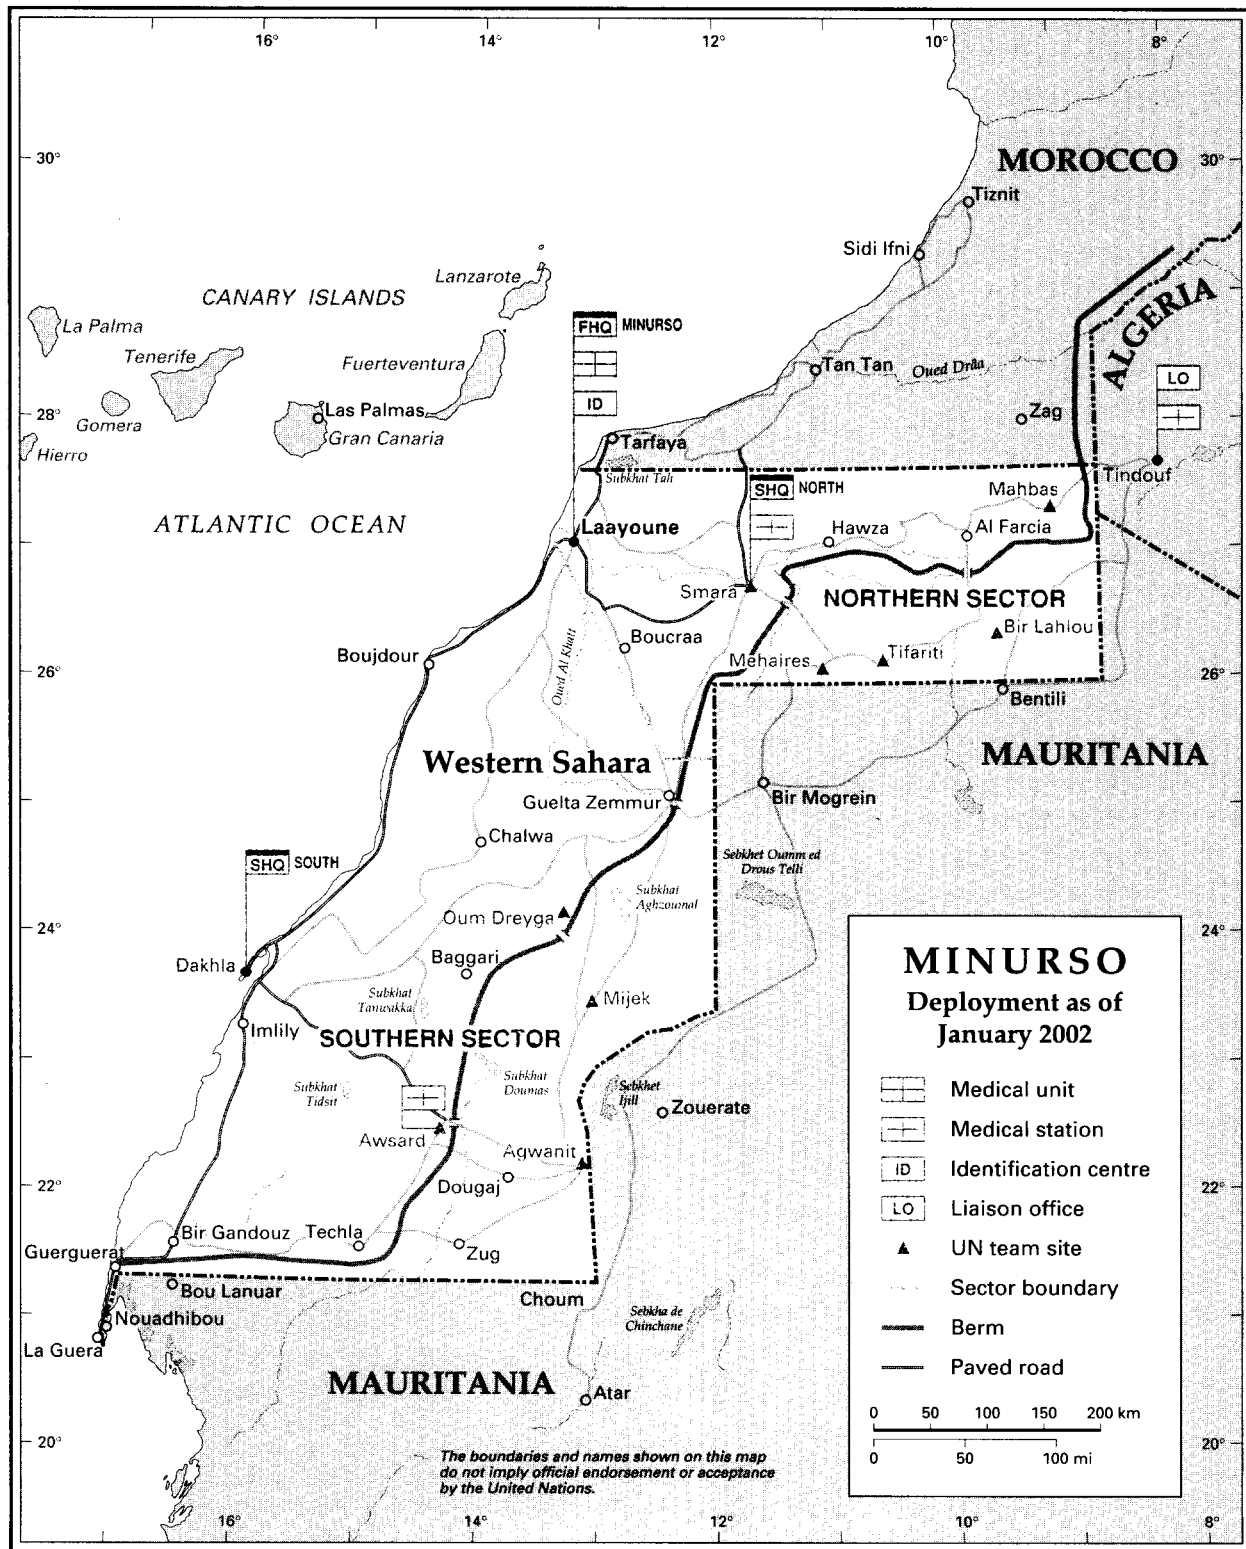 16°
14°
12°
10°
8°
30°
MOROCCO
30°
Tiznit
Sidi Ifni
Lanzarote
CANARY ISLANDS
La Palma
Tenerife
Fuerteventura
Gomera
Hierro
Las Palmas
Gran Canaria
FHQ MINURSO
ID
ALGERIA
LO
Tan Tan
Oued Drâa
Zag
28°
28°
Tarfaya
Subkhat Tah
Tindouf
SHQ NORTH
Mahbas
ATLANTIC OCEAN
Laayoune
Hawza
Al Farcia
Smara
NORTHERN SECTOR
Boucraa
Bir Lahlou
Tifariti
Mehaires
Boujdour
Oued Al Khatt
26°
26°
Bentili
Western Sahara
MAURITANIA
Guelta Zemmur
Bir Mogrein
Chalwa
SHQ SOUTH
Sebkhet Oumm ed
Drous Telli
Subkhat
Aghzoumal
Oum Dreyga
24°
24°
Baggari
Dakhla
Subkhat
Tanwakka
Mijek
Imlily
SOUTHERN SECTOR
Subkhat
Tidsit
Subkhat
Doumas
Sebkhet
Ijill
Zouerate
Awsard
Agwanit
22°
22°
Dougaj
Bir Gandouz
Techla
Zug
Guerguerat
Bou Lanuar
Choum
Nouadhibou
La Guera
Sebkha de
Chinchane
MAURITANIA
Atar
20°
20°
The boundaries and names shown on this map
do not imply official endorsement or acceptance
by the United Nations.
MINURSO
Deployment as of
January 2002
Medical unit
Medical station
ID Identification centre
LO Liaison office
UN team site
Sector boundary
Berm
Paved road
0 50 100 150 200 km
0 50 100 mi
16°
14°
12°
10°
8°